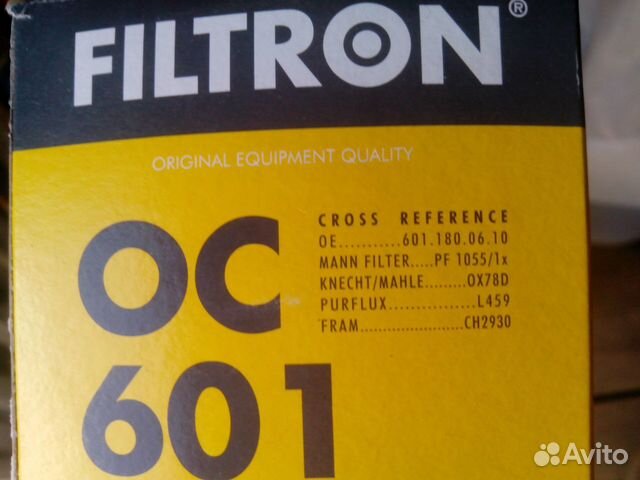 FILTRON®
ORIGINAL EQUIPMENT QUALITY
OC
601
CROSS REFERENCE
OE...........601.180.06.10
MANN FILTER.....PF 1055/1x
KNECHT/MAHLE.........OX78D
PURFLUX..................L459
FRAM........................CH2930
Avito